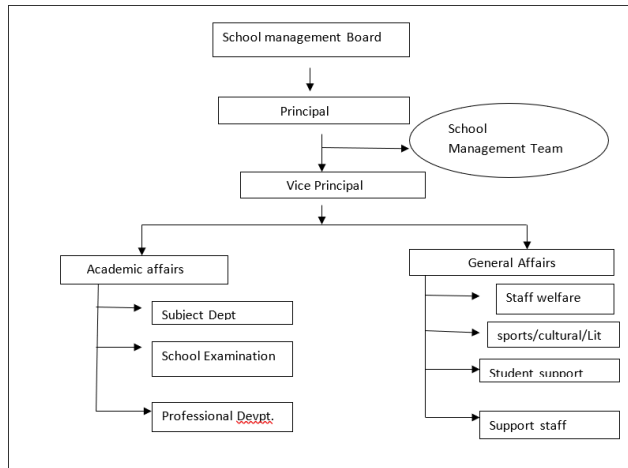 School management Board
Principal
School
Management Team
Vice Principal
Academic affairs
General Affairs
Subject Dept
School Examination
Professional Devpt.
Staff welfare
sports/cultural/Lit
Student support
Support staff